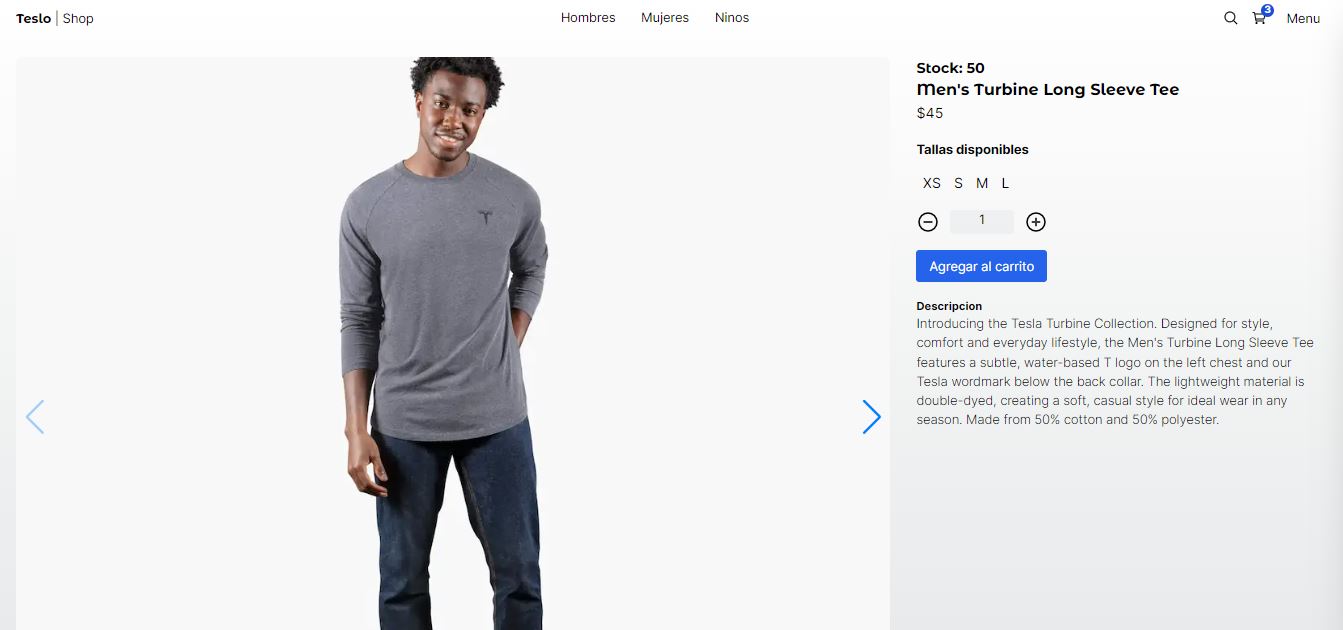 Teslo | Shop
Hombres Mujeres Ninos
3 Menu
Stock: 50
Men's Turbine Long Sleeve Tee
$45
Tallas disponibles
XS S M L
1
Agregar al carrito
Descripcion
Introducing the Tesla Turbine Collection. Designed for style,
comfort and everyday lifestyle, the Men's Turbine Long Sleeve Tee
features a subtle, water-based T logo on the left chest and our
Tesla wordmark below the back collar. The lightweight material is
double-dyed, creating a soft, casual style for ideal wear in any
season. Made from 50% cotton and 50% polyester.